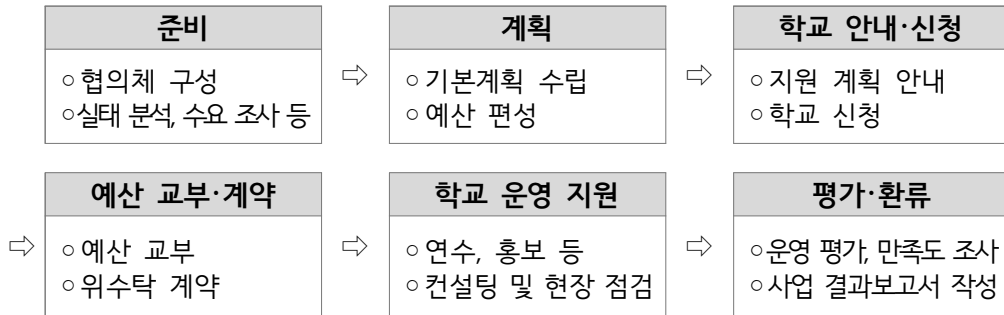 준비
○협의체 구성
○실태 분석, 수요 조사 등
⇨
계획
○기본계획 수립
○예산 편성
⇨
학교 안내·신청
○지원 계획 안내
○학교 신청
⇨
예산 교부·계약
○예산 교부
○위수탁 계약
⇨
학교 운영 지원
○연수, 홍보 등
○컨설팅 및 현장 점검
⇨
평가·환류
○운영 평가, 만족도 조사
○사업 결과보고서 작성